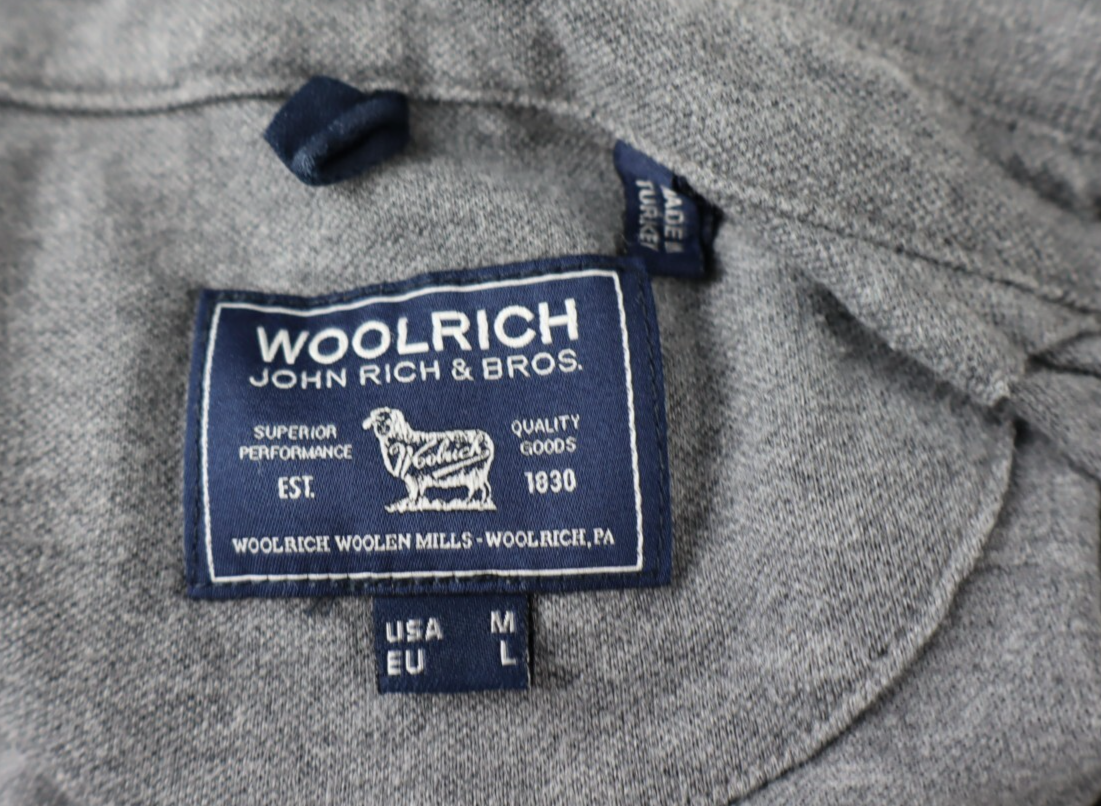 MADE I
TURKEY
WOOLRICH
JOHN RICH & BROS.
SUPERIOR
PERFORMANCE
EST.
Woolrich
QUALITY
GOODS
1830
WOOLRICH WOOLEN MILLS - WOOLRICH, PA
USA M
EU L